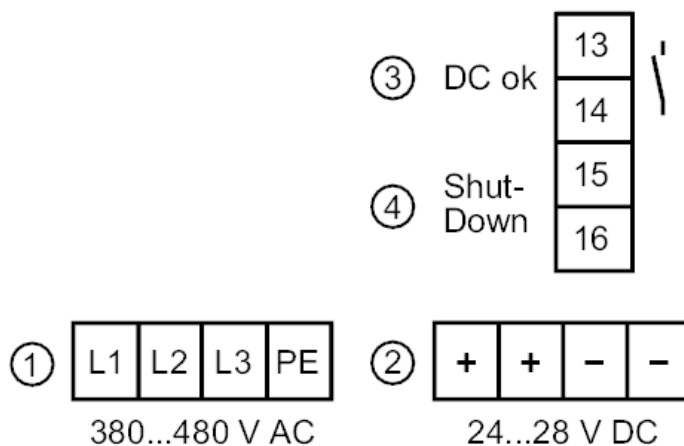 13
③ DC ok
14
15
④ Shut-
Down
16
① L1 L2 L3 PE ② + + − −
380...480 V AC 24...28 V DC